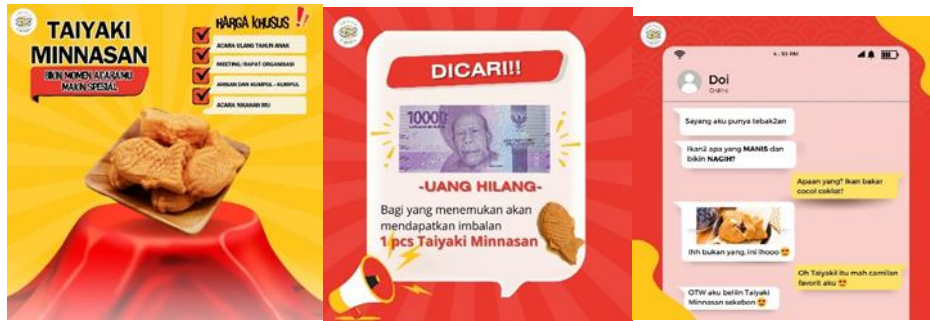 TAIYAKI
MINNASAN
BIKIN MOMEN ACARAMU
MAKIN SPESIAL
HARGA KHUSUS !!
ACARA ULANG TAHUN ANAK
MEETING/RAPAT ORGANISASI
ARISAN DAN KUMPUL - KUMPUL
ACARA NIKAHAN MU
DICARI!!
10000
-UANG HILANG-
Bagi yang menemukan akan
mendapatkan imbalan
1 pcs Taiyaki Minnasan
Doi
Online
Sayang aku punya tebak2an
Ikan2 apa yang MANIS dan
bikin NAGIH?
Apaan yang? Ikan bakar
cocol coklat?
Ihh bukan yang, ini lhooo 😍
Oh Taiyaki! itu mah camilan
favorit aku 😍
OTW aku beliin Taiyaki
Minnasan sekebon 😍